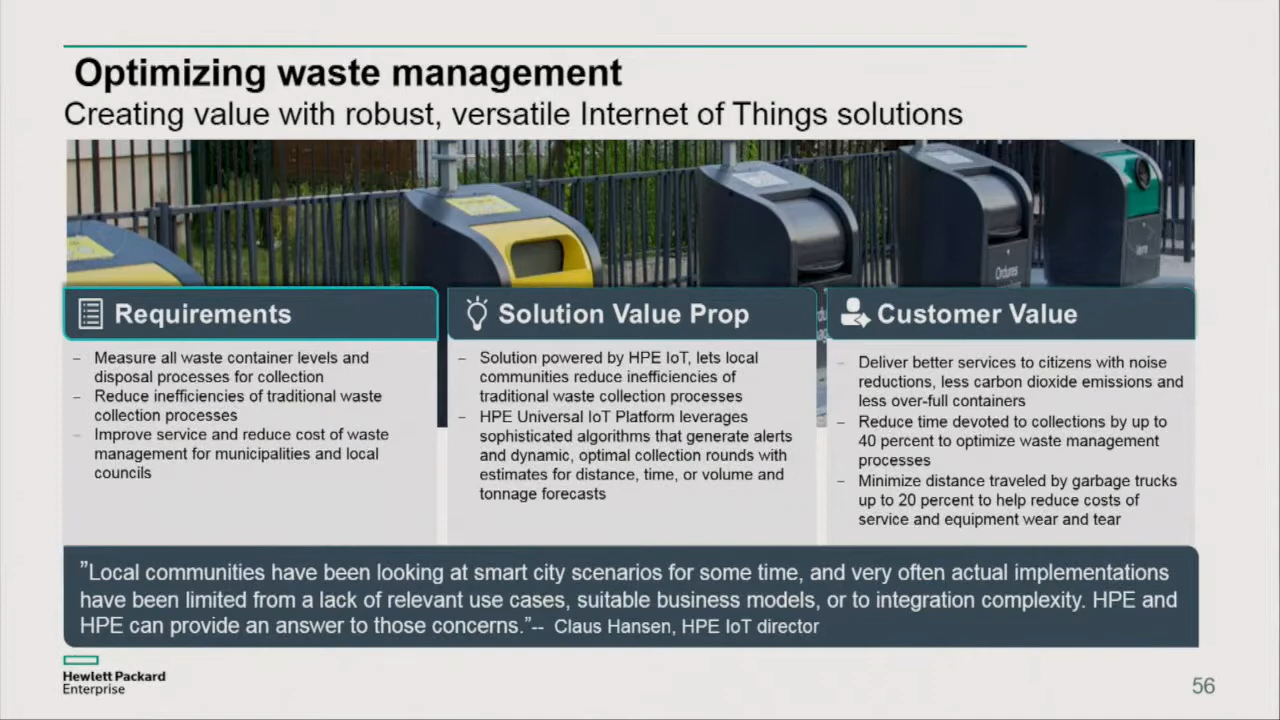 Optimizing waste management
Creating value with robust, versatile Internet of Things solutions
Ordures
Verre
Requirements
– Measure all waste container levels and
disposal processes for collection
– Reduce inefficiencies of traditional waste
collection processes
– Improve service and reduce cost of waste
management for municipalities and local
councils
Solution Value Prop
– Solution powered by HPE IoT, lets local
communities reduce inefficiencies of
traditional waste collection processes
– HPE Universal IoT Platform leverages
sophisticated algorithms that generate alerts
and dynamic, optimal collection rounds with
estimates for distance, time, or volume and
tonnage forecasts
Customer Value
– Deliver better services to citizens with noise
reductions, less carbon dioxide emissions and
less over-full containers
– Reduce time devoted to collections by up to
40 percent to optimize waste management
processes
– Minimize distance traveled by garbage trucks
up to 20 percent to help reduce costs of
service and equipment wear and tear
”Local communities have been looking at smart city scenarios for some time, and very often actual implementations
have been limited from a lack of relevant use cases, suitable business models, or to integration complexity. HPE and
HPE can provide an answer to those concerns.”-- Claus Hansen, HPE IoT director
Hewlett Packard
Enterprise
56